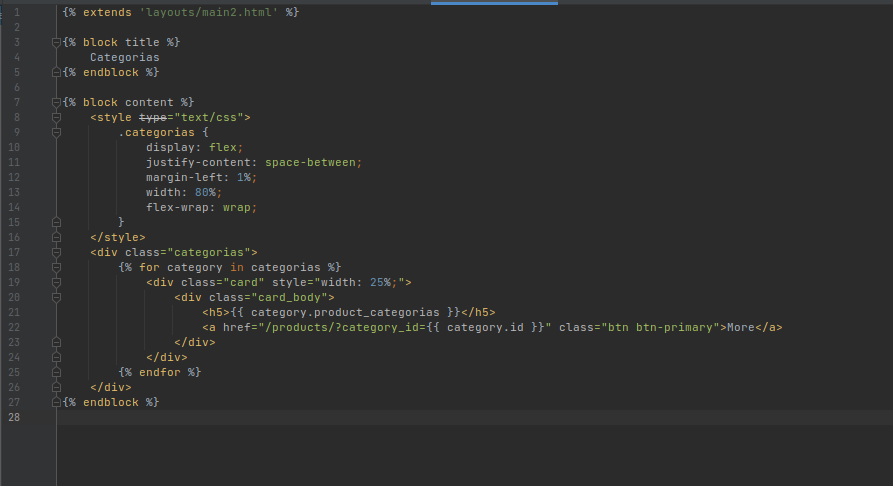 1 {% extends 'layouts/main2.html' %}
2
3 {% block title %}
4     Categorias
5 {% endblock %}
6
7 {% block content %}
8     <style type="text/css">
9         .categorias {
10             display: flex;
11             justify-content: space-between;
12             margin-left: 1%;
13             width: 80%;
14             flex-wrap: wrap;
15         }
16     </style>
17     <div class="categorias">
18         {% for category in categorias %}
19             <div class="card" style="width: 25%;">
20                 <div class="card_body">
21                     <h5>{{ category.product_categorias }}</h5>
22                     <a href="/products/?category_id={{ category.id }}" class="btn btn-primary">More</a>
23                 </div>
24             </div>
25         {% endfor %}
26     </div>
27 {% endblock %}
28